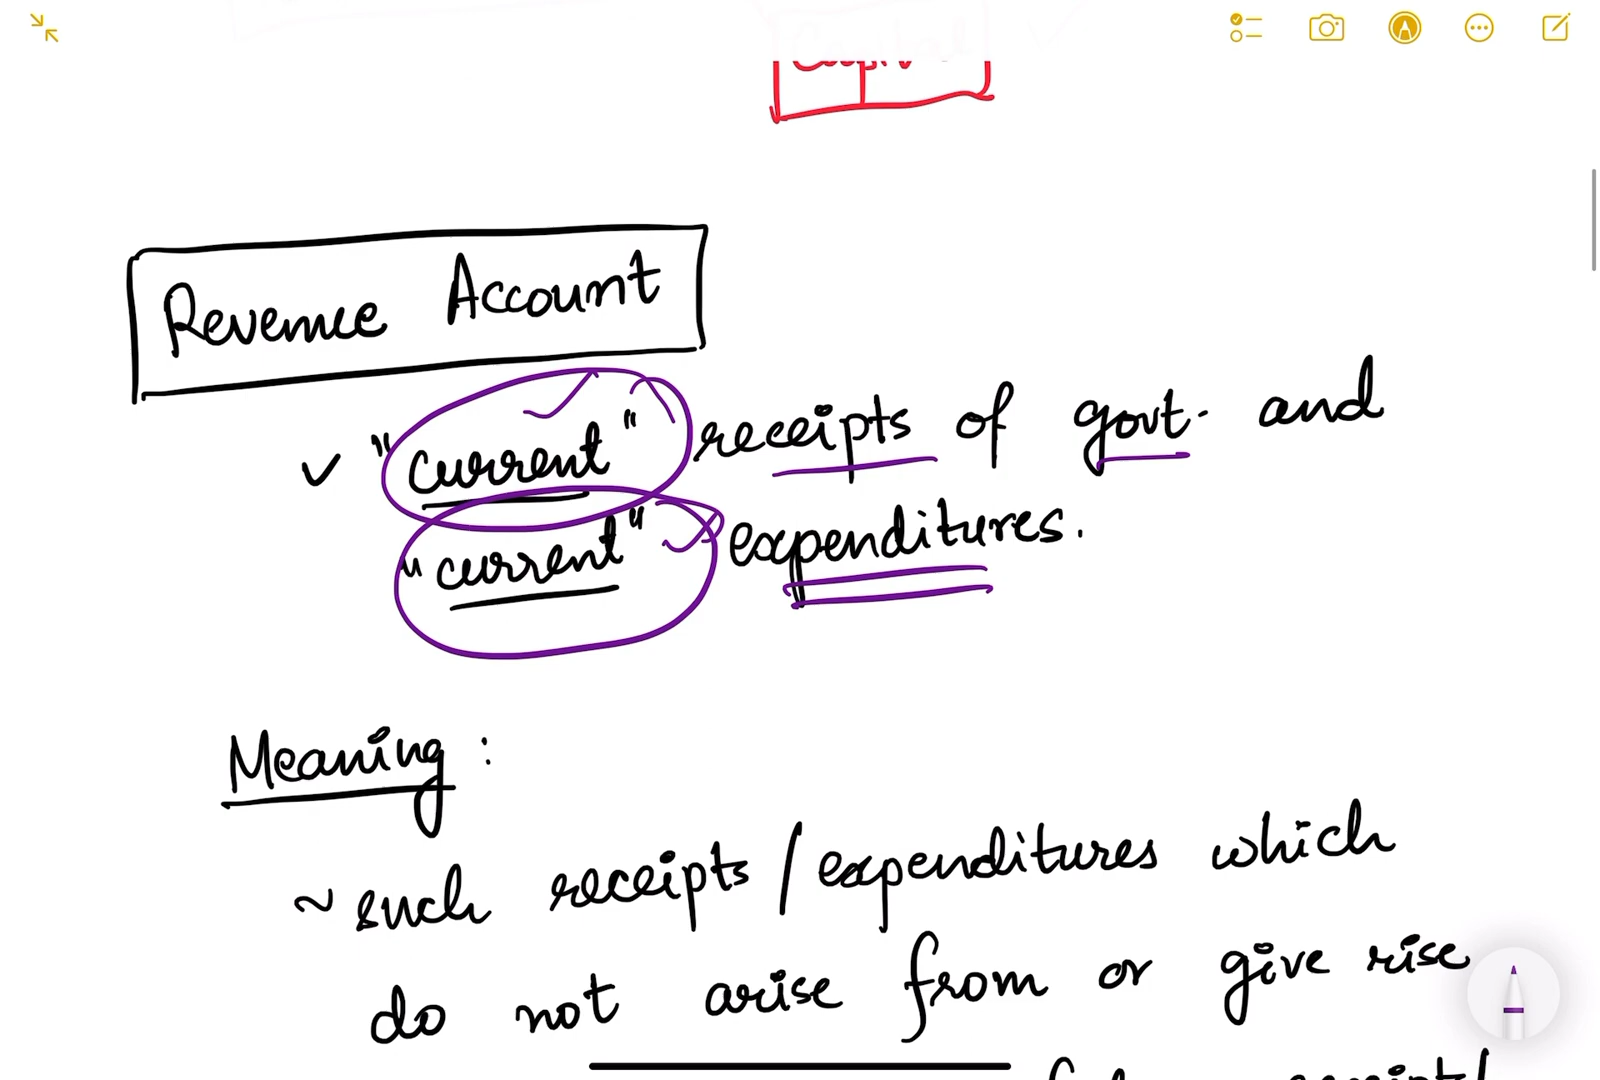 Capital
Revenue Account
✓ "current" receipts of govt. and
"current" expenditures.
Meaning :
~ such receipts / expenditures which
do not arise from or give rise